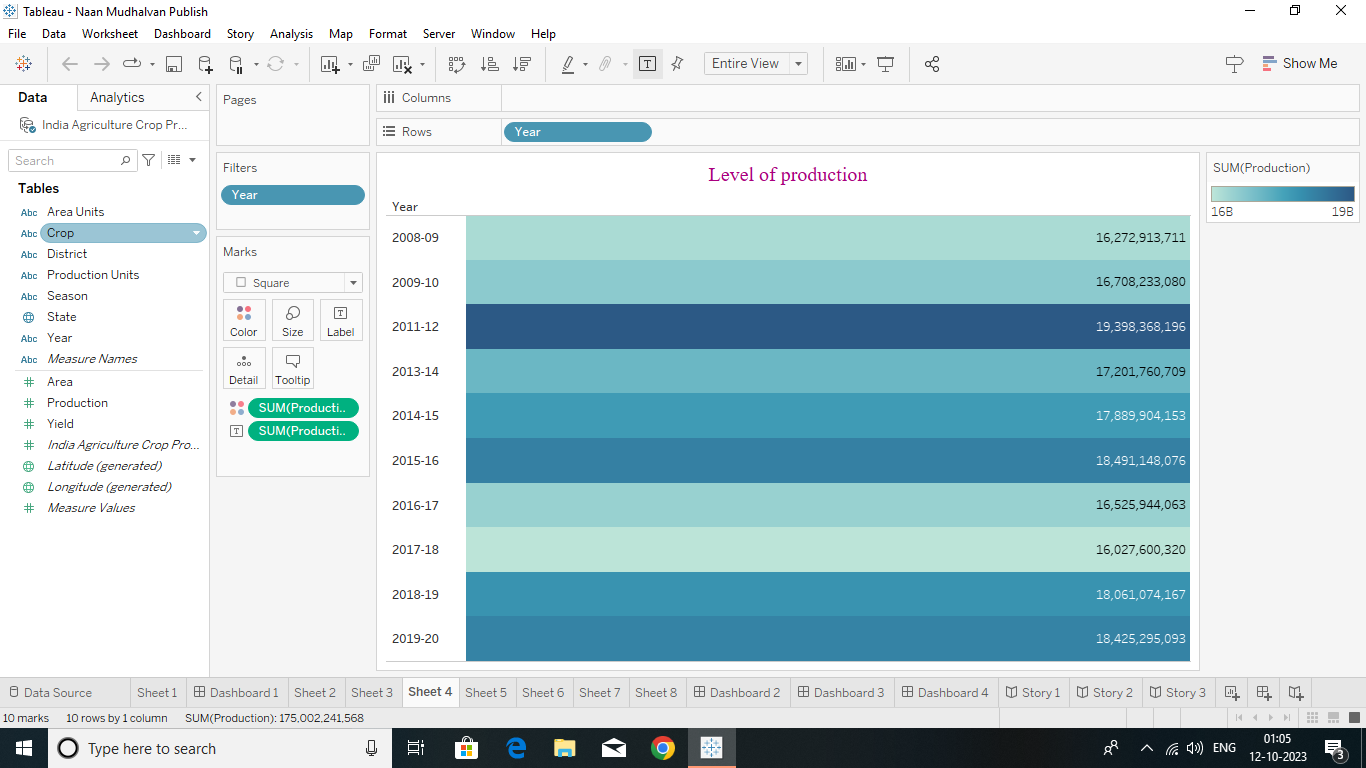 Tableau - Naan Mudhalvan Publish
File Data Worksheet Dashboard Story Analysis Map Format Server Window Help
Entire View
Show Me
Data Analytics
India Agriculture Crop Pr...
Search
Tables
Abc Area Units
Abc Crop
Abc District
Abc Production Units
Abc Season
State
Abc Year
Abc Measure Names
Area
Production
Yield
India Agriculture Crop Pro...
Latitude (generated)
Longitude (generated)
Measure Values
Pages
Filters
Year
Marks
Square
Color Size Label
Detail Tooltip
SUM(Producti..
SUM(Producti..
Columns
Rows Year
Level of production
Year
2008-09 16,272,913,711
2009-10 16,708,233,080
2011-12 19,398,368,196
2013-14 17,201,760,709
2014-15 17,889,904,153
2015-16 18,491,148,076
2016-17 16,525,944,063
2017-18 16,027,600,320
2018-19 18,061,074,167
2019-20 18,425,295,093
SUM(Production)
16B 19B
Data Source Sheet 1 Dashboard 1 Sheet 2 Sheet 3 Sheet 4 Sheet 5 Sheet 6 Sheet 7 Sheet 8 Dashboard 2 Dashboard 3 Dashboard 4 Story 1 Story 2 Story 3
10 marks 10 rows by 1 column SUM(Production): 175,002,241,568
Type here to search
ENG
01:05
12-10-2023
3